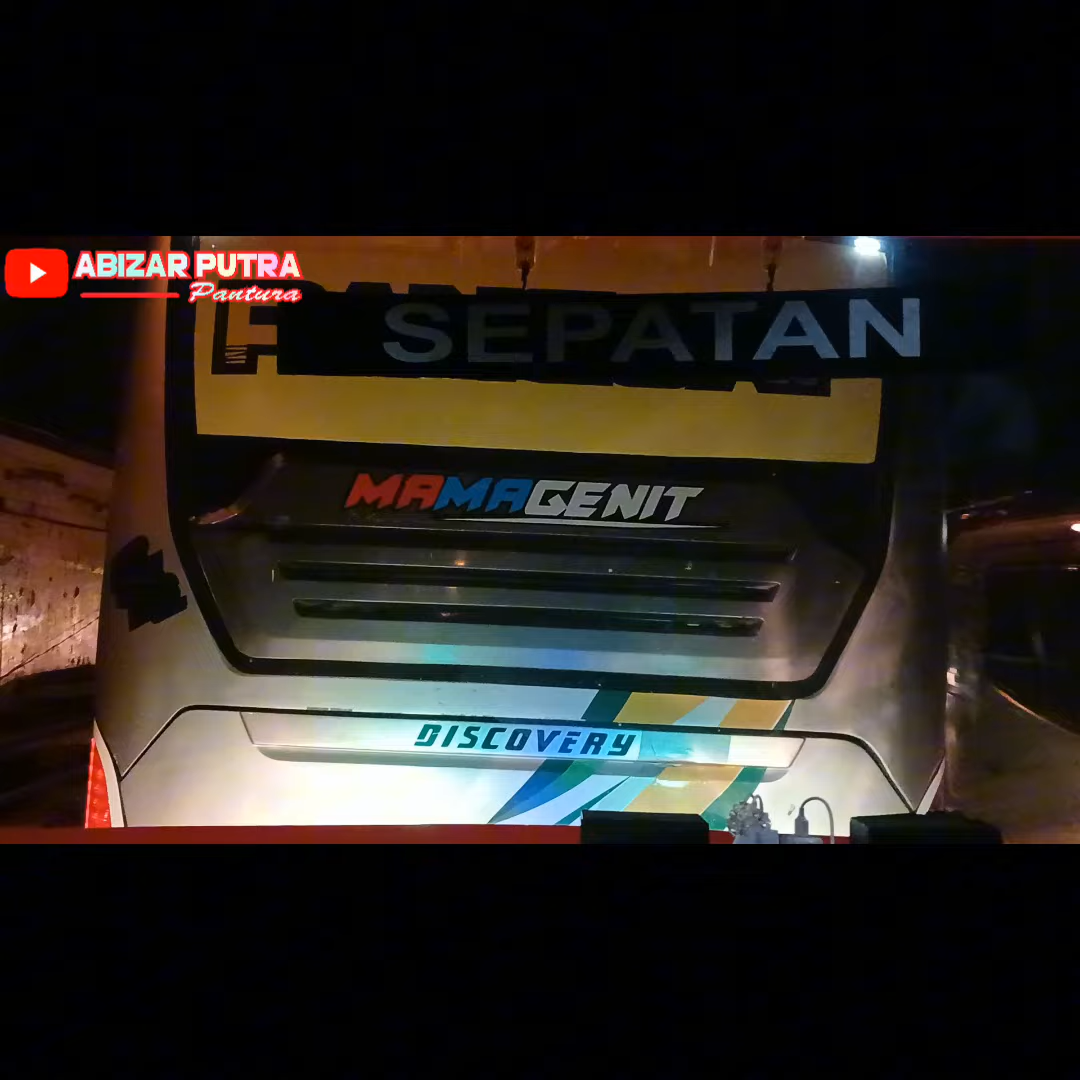 ABIZAR PUTRA
Pantura
SEPATAN
MAMAGENIT
DISCOVERY